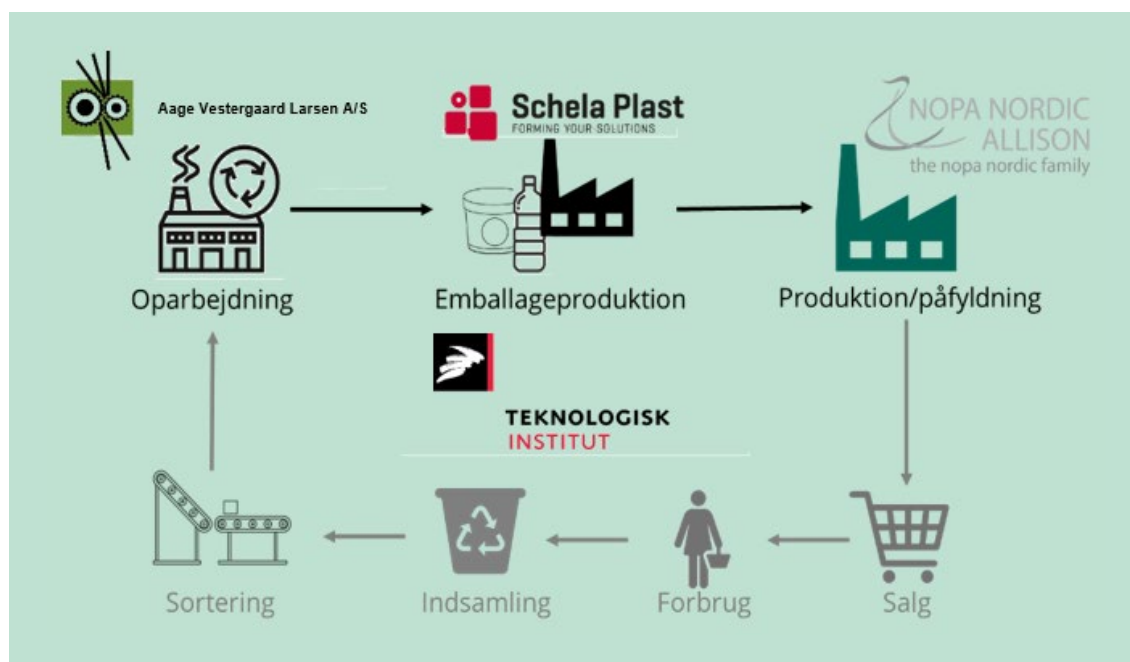 Aage Vestergaard Larsen A/S
Schela Plast
FORMING YOUR SOLUTIONS
NOPA NORDIC
ALLISON
the nopa nordic family
Oparbejdning
Emballageproduktion
Produktion/påfyldning
TEKNOLOGISK
INSTITUT
Sortering
Indsamling
Forbrug
Salg